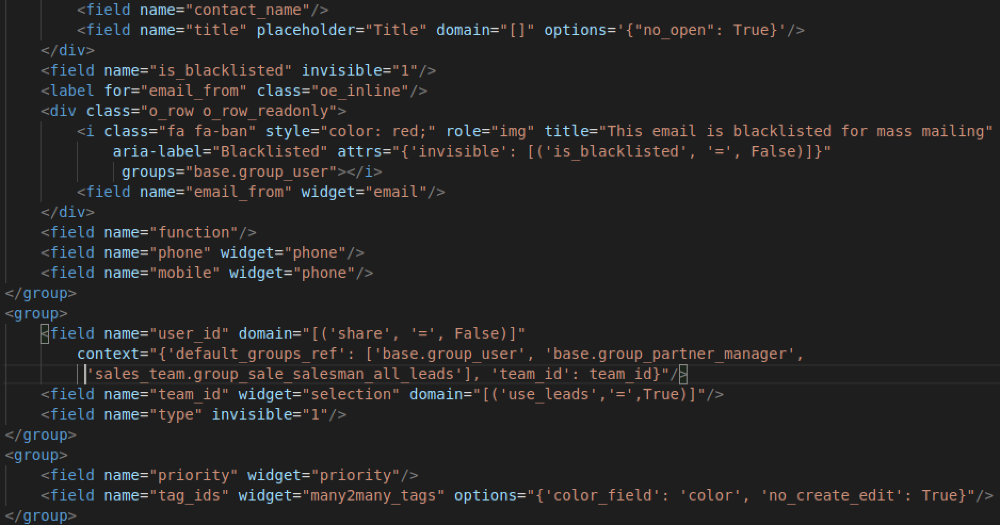 <field name="contact_name"/>
<field name="title" placeholder="Title" domain="[]" options='{"no_open": True}'/>
</div>
<field name="is_blacklisted" invisible="1"/>
<label for="email_from" class="oe_inline"/>
<div class="o_row o_row_readonly">
<i class="fa fa-ban" style="color: red;" role="img" title="This email is blacklisted for mass mailing"
aria-label="Blacklisted" attrs="{'invisible': [('is_blacklisted', '=', False)]}"
groups="base.group_user"></i>
<field name="email_from" widget="email"/>
</div>
<field name="function"/>
<field name="phone" widget="phone"/>
<field name="mobile" widget="phone"/>
</group>
<group>
<field name="user_id" domain="[('share', '=', False)]"
context="{'default_groups_ref': ['base.group_user', 'base.group_partner_manager',
'sales_team.group_sale_salesman_all_leads'], 'team_id': team_id}"/>
<field name="team_id" widget="selection" domain="[('use_leads','=',True)]"/>
<field name="type" invisible="1"/>
</group>
<group>
<field name="priority" widget="priority"/>
<field name="tag_ids" widget="many2many_tags" options="{'color_field': 'color', 'no_create_edit': True}"/>
</group>